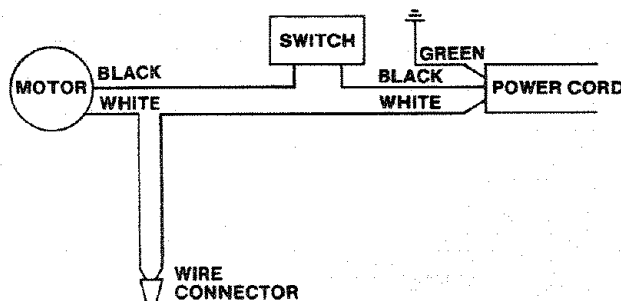 SWITCH
GREEN
MOTOR
BLACK
BLACK
POWER CORD
WHITE
WHITE
WIRE
CONNECTOR